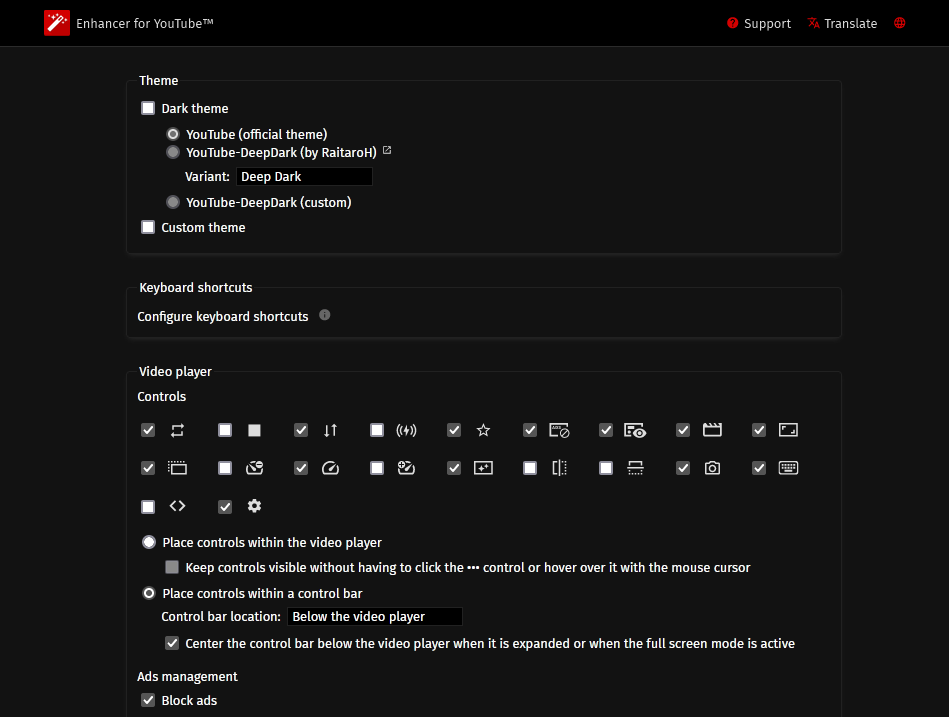 Enhancer for YouTube™
Support
Translate
Theme
Dark theme
YouTube (official theme)
YouTube-DeepDark (by RaitaroH)
Variant: Deep Dark
YouTube-DeepDark (custom)
Custom theme
Keyboard shortcuts
Configure keyboard shortcuts
Video player
Controls
Place controls within the video player
Keep controls visible without having to click the ••• control or hover over it with the mouse cursor
Place controls within a control bar
Control bar location: Below the video player
Center the control bar below the video player when it is expanded or when the full screen mode is active
Ads management
Block ads